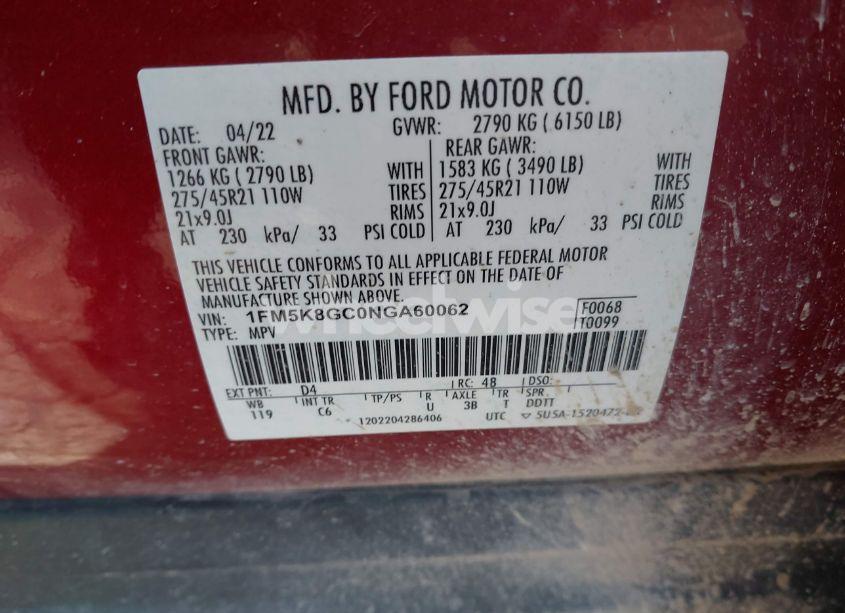 MFD. BY FORD MOTOR CO.
DATE: 04/22 GVWR: 2790 KG ( 6150 LB)
FRONT GAWR: REAR GAWR:
1266 KG ( 2790 LB) WITH 1583 KG ( 3490 LB) WITH
275/45R21 110W TIRES 275/45R21 110W TIRES
21x9.0J RIMS 21x9.0J RIMS
AT 230 kPa/ 33 PSI COLD AT 230 kPa/ 33 PSI COLD
THIS VEHICLE CONFORMS TO ALL APPLICABLE FEDERAL MOTOR
VEHICLE SAFETY STANDARDS IN EFFECT ON THE DATE OF
MANUFACTURE SHOWN ABOVE.
VIN: 1FM5K8GC0NGA60062 F0068
TYPE: MPV T0099
wheelwise
EXT PNT: D4 RC: 48 DSO:
WB INT TR TP/PS R AXLE TR SPR
119 C6 U 3B T DDTT
1202204286406 UTC